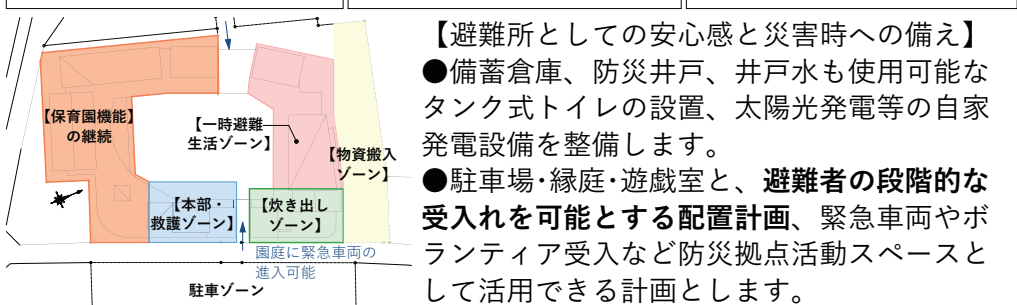 【保育園機能】
の継続
【一時避難
生活ゾーン】
【物資搬入
ゾーン】
【本部・
救護ゾーン】
【炊き出し
ゾーン】
園庭に緊急車両の
進入可能
駐車ゾーン
【避難所としての安心感と災害時への備え】
●備蓄倉庫、防災井戸、井戸水も使用可能な
タンク式トイレの設置、太陽光発電等の自家
発電設備を整備します。
●駐車場・縁庭・遊戯室と、避難者の段階的な
受入れを可能とする配置計画、緊急車両やボ
ランティア受入など防災拠点活動スペースと
して活用できる計画とします。